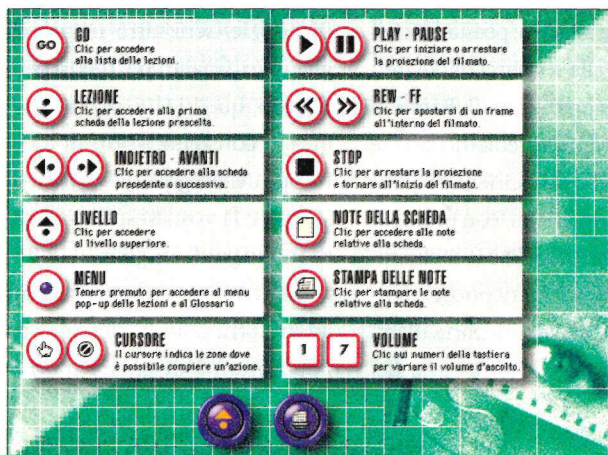 GO
GO
Clic per accedere
alla lista delle lezioni.
LEZIONE
Clic per accedere alla prima
scheda della lezione prescelta.
INDIETRO - AVANTI
Clic per accedere alla scheda
precedente o successiva.
LIVELLO
Clic per accedere
al livello superiore.
MENU
Tenere premuto per accedere al menu
pop-up delle lezioni e al Glossario
CURSORE
Il cursore indica le zone dove
è possibile compiere un'azione.
PLAY - PAUSE
Clic per iniziare o arrestare
la proiezione del filmato.
REW - FF
Clic per spostarsi di un frame
all'interno del filmato.
STOP
Clic per arrestare la proiezione
e tornare all'inizio del filmato.
NOTE DELLA SCHEDA
Clic per accedere alle note
relative alla scheda.
STAMPA DELLE NOTE
Clic per stampare le note
relative alla scheda.
1 7
VOLUME
Clic sui numeri della tastiera
per variare il volume d'ascolto.